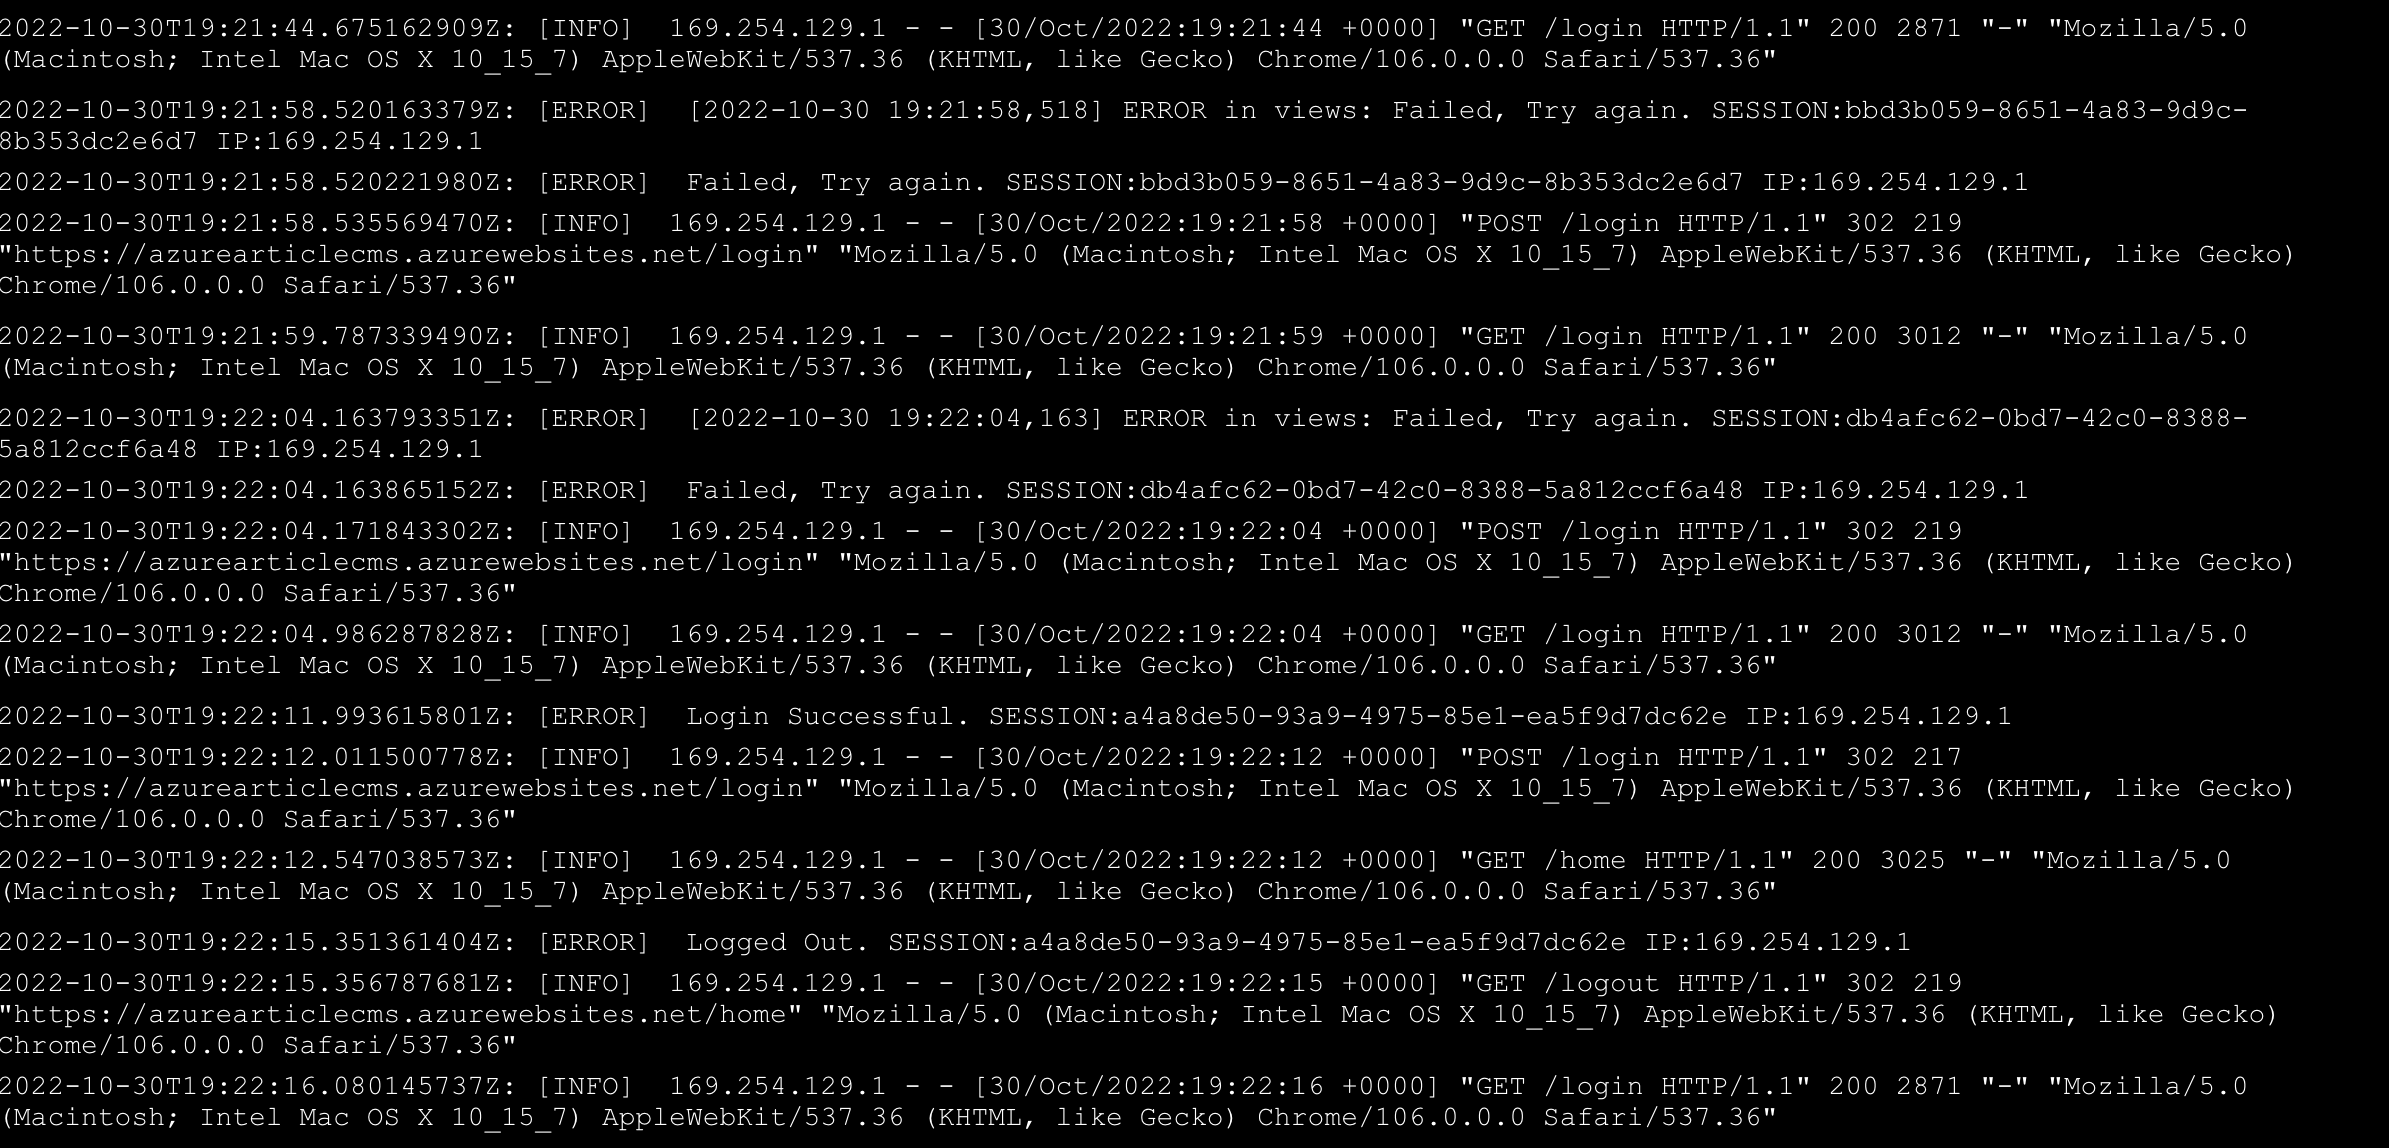 2022-10-30T19:21:44.675162909Z: [INFO]  169.254.129.1 - - [30/Oct/2022:19:21:44 +0000] "GET /login HTTP/1.1" 200 2871 "-" "Mozilla/5.0
(Macintosh; Intel Mac OS X 10_15_7) AppleWebKit/537.36 (KHTML, like Gecko) Chrome/106.0.0.0 Safari/537.36"
2022-10-30T19:21:58.520163379Z: [ERROR]  [2022-10-30 19:21:58,518] ERROR in views: Failed, Try again. SESSION:bbd3b059-8651-4a83-9d9c-
8b353dc2e6d7 IP:169.254.129.1
2022-10-30T19:21:58.520221980Z: [ERROR]  Failed, Try again. SESSION:bbd3b059-8651-4a83-9d9c-8b353dc2e6d7 IP:169.254.129.1
2022-10-30T19:21:58.535569470Z: [INFO]  169.254.129.1 - - [30/Oct/2022:19:21:58 +0000] "POST /login HTTP/1.1" 302 219
"https://azurearticlecms.azurewebsites.net/login" "Mozilla/5.0 (Macintosh; Intel Mac OS X 10_15_7) AppleWebKit/537.36 (KHTML, like Gecko)
Chrome/106.0.0.0 Safari/537.36"
2022-10-30T19:21:59.787339490Z: [INFO]  169.254.129.1 - - [30/Oct/2022:19:21:59 +0000] "GET /login HTTP/1.1" 200 3012 "-" "Mozilla/5.0
(Macintosh; Intel Mac OS X 10_15_7) AppleWebKit/537.36 (KHTML, like Gecko) Chrome/106.0.0.0 Safari/537.36"
2022-10-30T19:22:04.163793351Z: [ERROR]  [2022-10-30 19:22:04,163] ERROR in views: Failed, Try again. SESSION:db4afc62-0bd7-42c0-8388-
5a812ccf6a48 IP:169.254.129.1
2022-10-30T19:22:04.163865152Z: [ERROR]  Failed, Try again. SESSION:db4afc62-0bd7-42c0-8388-5a812ccf6a48 IP:169.254.129.1
2022-10-30T19:22:04.171843302Z: [INFO]  169.254.129.1 - - [30/Oct/2022:19:22:04 +0000] "POST /login HTTP/1.1" 302 219
"https://azurearticlecms.azurewebsites.net/login" "Mozilla/5.0 (Macintosh; Intel Mac OS X 10_15_7) AppleWebKit/537.36 (KHTML, like Gecko)
Chrome/106.0.0.0 Safari/537.36"
2022-10-30T19:22:04.986287828Z: [INFO]  169.254.129.1 - - [30/Oct/2022:19:22:04 +0000] "GET /login HTTP/1.1" 200 3012 "-" "Mozilla/5.0
(Macintosh; Intel Mac OS X 10_15_7) AppleWebKit/537.36 (KHTML, like Gecko) Chrome/106.0.0.0 Safari/537.36"
2022-10-30T19:22:11.993615801Z: [ERROR]  Login Successful. SESSION:a4a8de50-93a9-4975-85e1-ea5f9d7dc62e IP:169.254.129.1
2022-10-30T19:22:12.011500778Z: [INFO]  169.254.129.1 - - [30/Oct/2022:19:22:12 +0000] "POST /login HTTP/1.1" 302 217
"https://azurearticlecms.azurewebsites.net/login" "Mozilla/5.0 (Macintosh; Intel Mac OS X 10_15_7) AppleWebKit/537.36 (KHTML, like Gecko)
Chrome/106.0.0.0 Safari/537.36"
2022-10-30T19:22:12.547038573Z: [INFO]  169.254.129.1 - - [30/Oct/2022:19:22:12 +0000] "GET /home HTTP/1.1" 200 3025 "-" "Mozilla/5.0
(Macintosh; Intel Mac OS X 10_15_7) AppleWebKit/537.36 (KHTML, like Gecko) Chrome/106.0.0.0 Safari/537.36"
2022-10-30T19:22:15.351361404Z: [ERROR]  Logged Out. SESSION:a4a8de50-93a9-4975-85e1-ea5f9d7dc62e IP:169.254.129.1
2022-10-30T19:22:15.356787681Z: [INFO]  169.254.129.1 - - [30/Oct/2022:19:22:15 +0000] "GET /logout HTTP/1.1" 302 219
"https://azurearticlecms.azurewebsites.net/home" "Mozilla/5.0 (Macintosh; Intel Mac OS X 10_15_7) AppleWebKit/537.36 (KHTML, like Gecko)
Chrome/106.0.0.0 Safari/537.36"
2022-10-30T19:22:16.080145737Z: [INFO]  169.254.129.1 - - [30/Oct/2022:19:22:16 +0000] "GET /login HTTP/1.1" 200 2871 "-" "Mozilla/5.0
(Macintosh; Intel Mac OS X 10_15_7) AppleWebKit/537.36 (KHTML, like Gecko) Chrome/106.0.0.0 Safari/537.36"